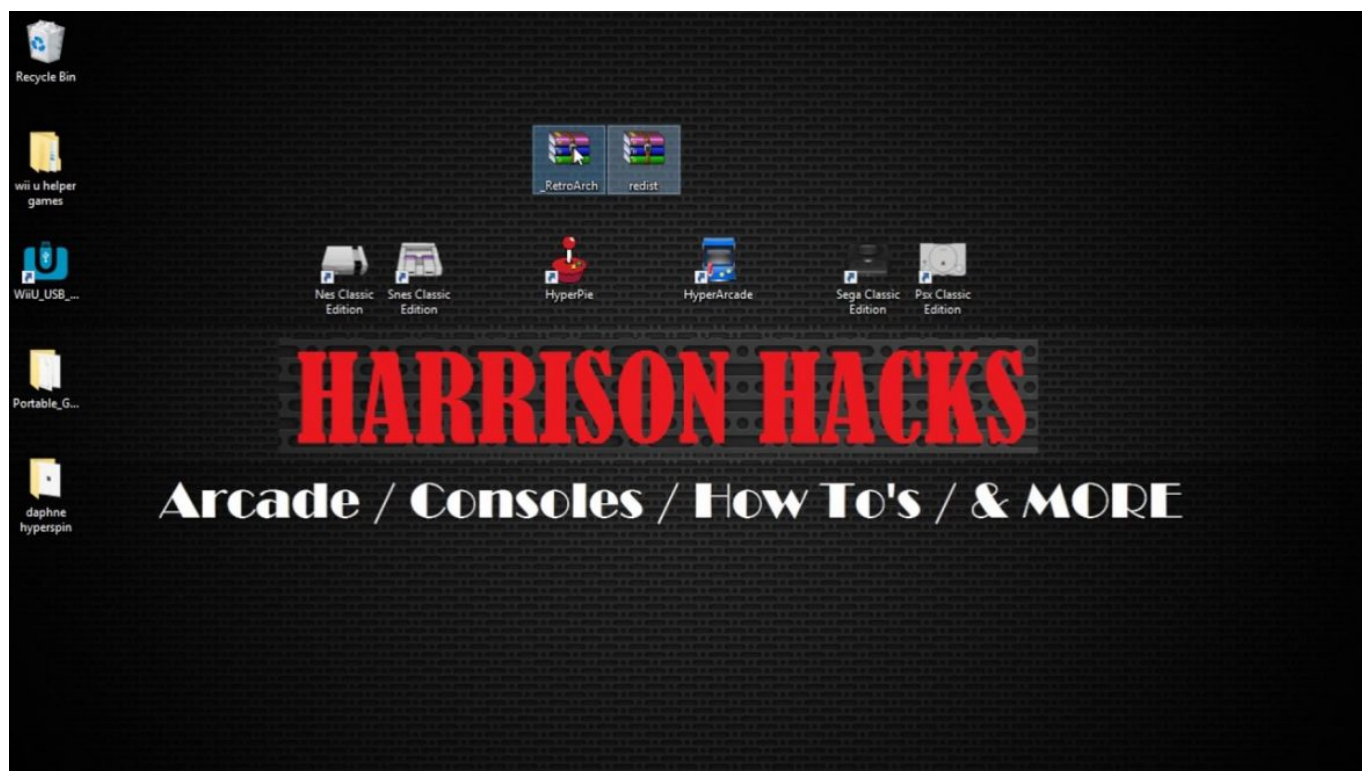 Recycle Bin
_RetroArch
redist
wii u helper
games
WiiU_USB_...
Nes Classic
Edition
Snes Classic
Edition
HyperPie
HyperArcade
Sega Classic
Edition
Psx Classic
Edition
Portable_G...
HARRISON HACKS
daphne
hyperspin
Arcade / Consoles / How To's / & MORE